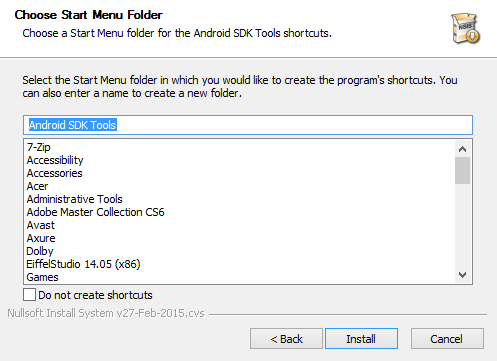 Choose Start Menu Folder
Choose a Start Menu folder for the Android SDK Tools shortcuts.
NSIS
Select the Start Menu folder in which you would like to create the program's shortcuts. You
can also enter a name to create a new folder.
Android SDK Tools
7-Zip
Accessibility
Accessories
Acer
Administrative Tools
Adobe Master Collection CS6
Avast
Axure
Dolby
EiffelStudio 14.05 (x86)
Games
Do not create shortcuts
Nullsoft Install System v27-Feb-2015.cvs
< Back
Install
Cancel